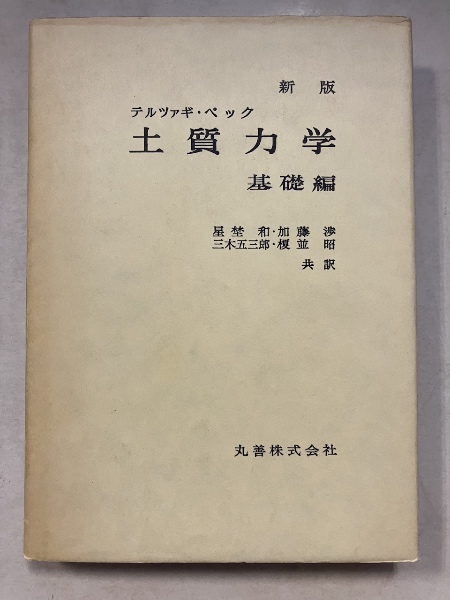 新版
テルツァギ・ペック
土質力学
基礎編
星埜 和・加藤 渉
三木五三郎・榎並 昭
共訳
丸善株式会社